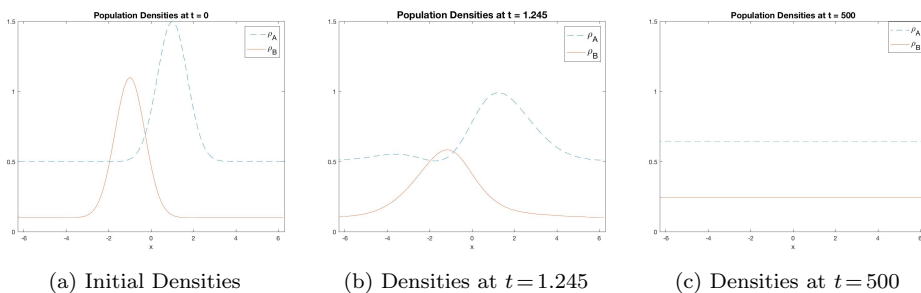 Population Densities at t = 0
1.5
1
0.5
0
-6 -4 -2 0 2 4 6
x
ρA
ρB
(a) Initial Densities
Population Densities at t = 1.245
1.5
1
0.5
0
-6 -4 -2 0 2 4 6
x
ρA
ρB
(b) Densities at t=1.245
Population Densities at t = 500
1.5
1
0.5
0
-6 -4 -2 0 2 4 6
x
ρA
ρB
(c) Densities at t=500